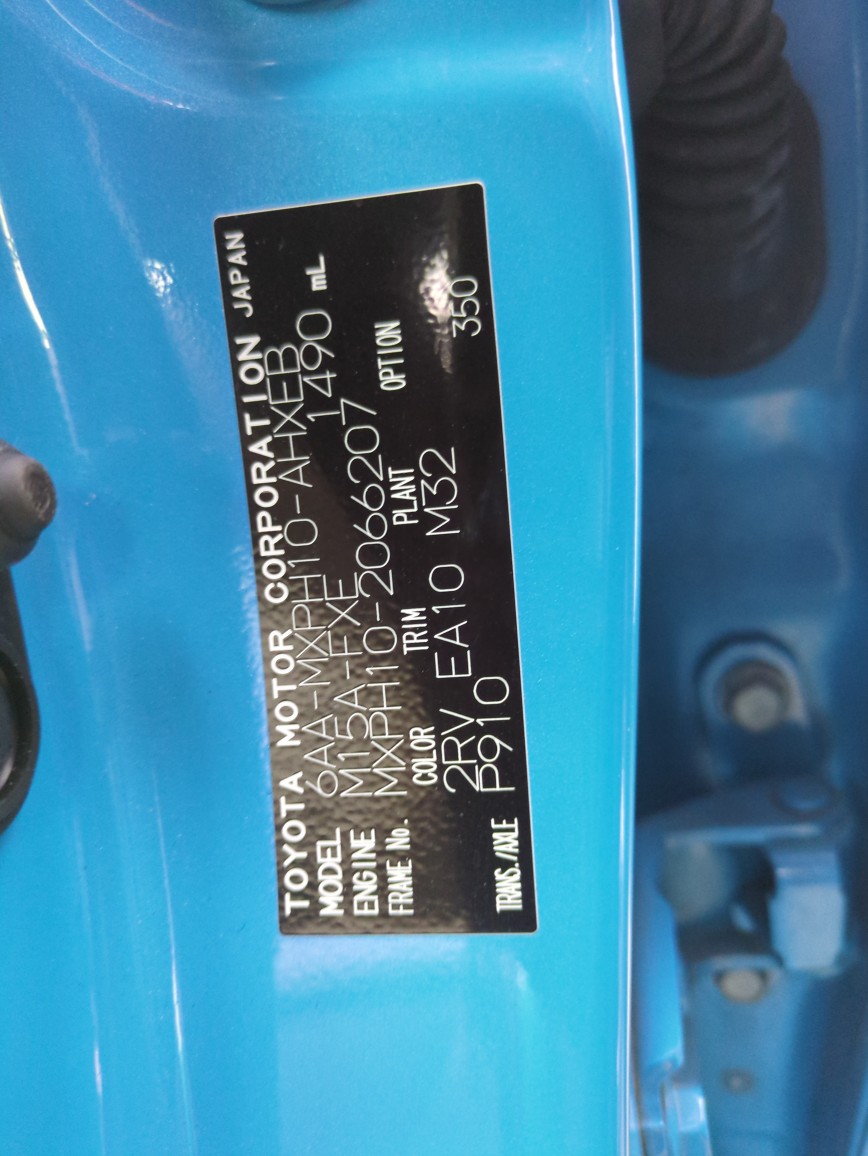 TOYOTA MOTOR CORPORATION JAPAN
MODEL 6AA-MXPH10-AHXEB
ENGINE M15A-FXE 1490 mL
FRAME No. MXPH10-2066207
COLOR TRIM PLANT OPTION
2RV EA10 M32 350
TRANS./AXLE P910